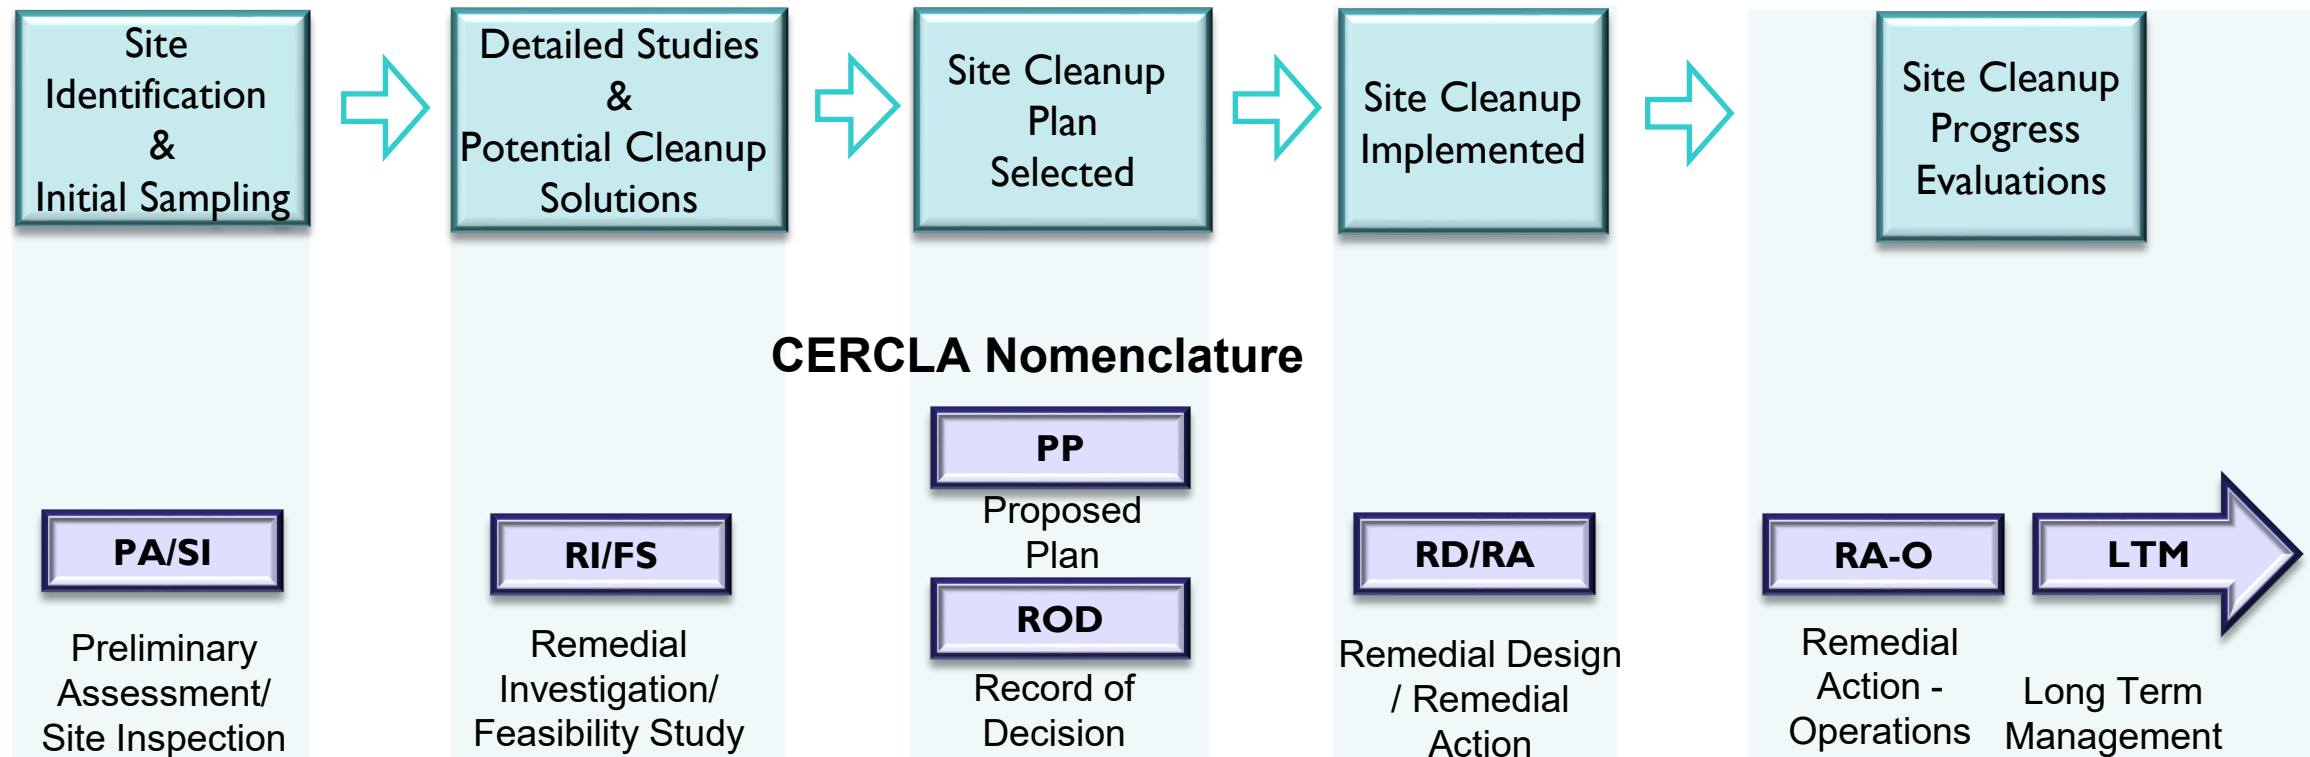 Site
Identification
&
Initial Sampling
Detailed Studies
&
Potential Cleanup
Solutions
Site Cleanup
Plan
Selected
Site Cleanup
Implemented
Site Cleanup
Progress
Evaluations
CERCLA Nomenclature
PA/SI
Preliminary
Assessment/
Site Inspection
RI/FS
Remedial
Investigation/
Feasibility Study
PP
Proposed
Plan
ROD
Record of
Decision
RD/RA
Remedial Design
/ Remedial
Action
RA-O
Remedial
Action -
Operations
LTM
Long Term
Management